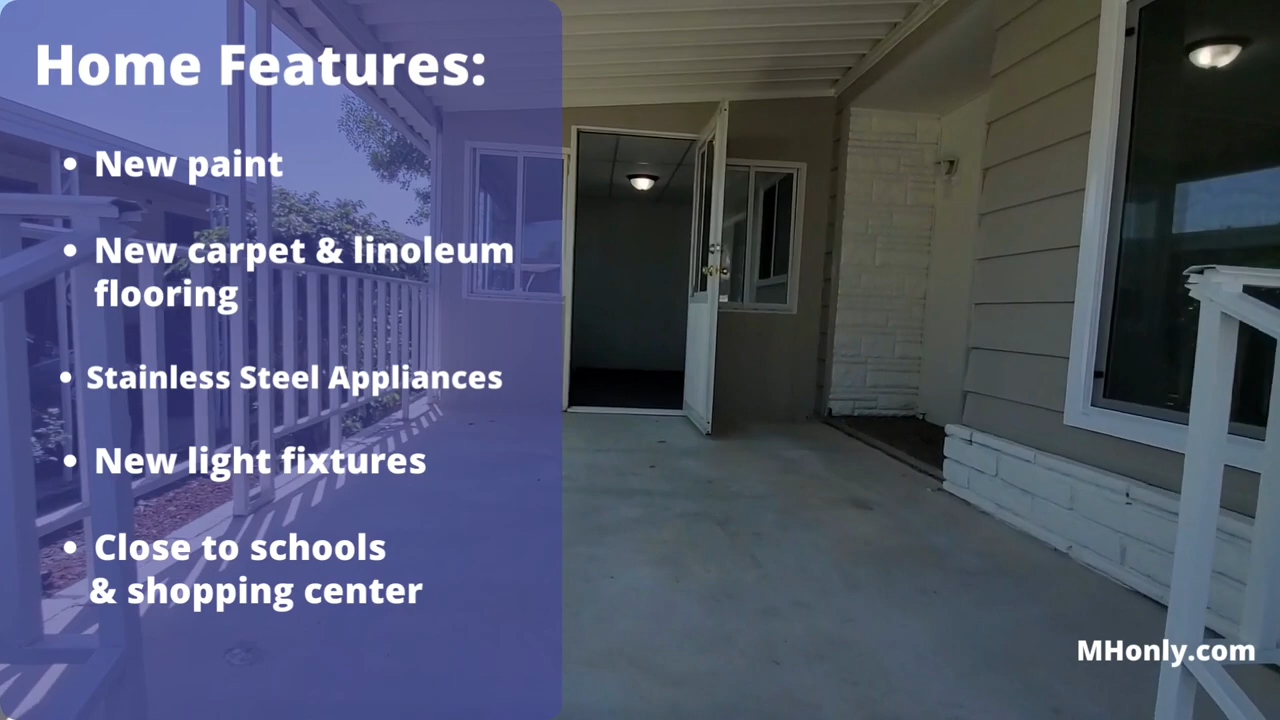 Home Features:
• New paint
• New carpet & linoleum
flooring
• Stainless Steel Appliances
• New light fixtures
• Close to schools
& shopping center
MHonly.com